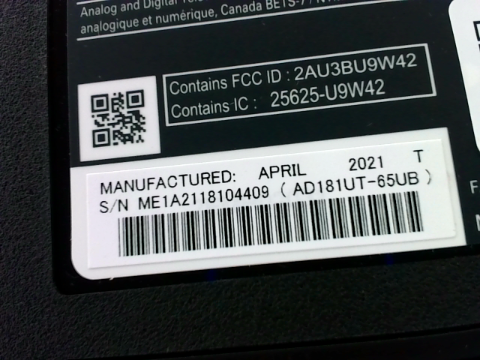 Analog and Digital
analogique et numérique, Canada BETS-7 /
Contains FCC ID : 2AU3BU9W42
Contains IC : 25625-U9W42
MANUFACTURED: APRIL 2021 T
S/N ME1A2118104409 ( AD181UT-65UB )